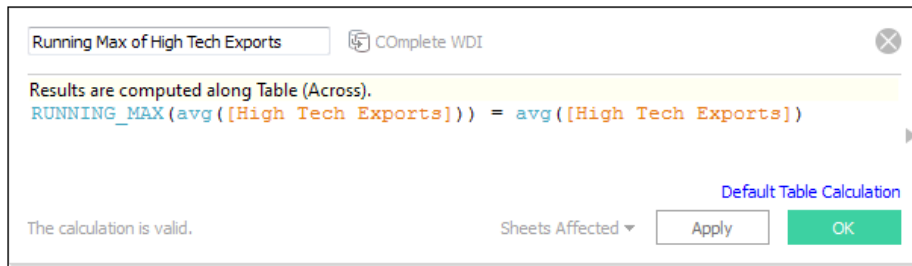 Running Max of High Tech Exports
COmplete WDI
Results are computed along Table (Across).
RUNNING_MAX(avg([High Tech Exports])) = avg([High Tech Exports])
Default Table Calculation
The calculation is valid.
Sheets Affected
Apply
OK